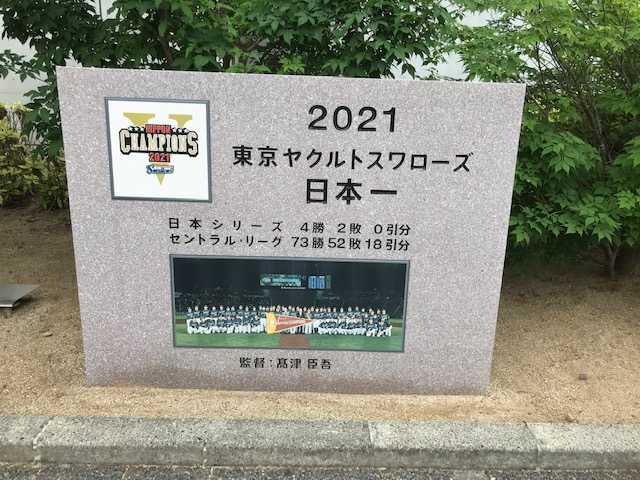 NIPPON
CHAMPIONS
2021
Swallows
2021
東京ヤクルトスワローズ
日本一
日本シリーズ 4勝 2敗 0引分
セントラル・リーグ 73勝52敗18引分
監督:髙津 臣吾